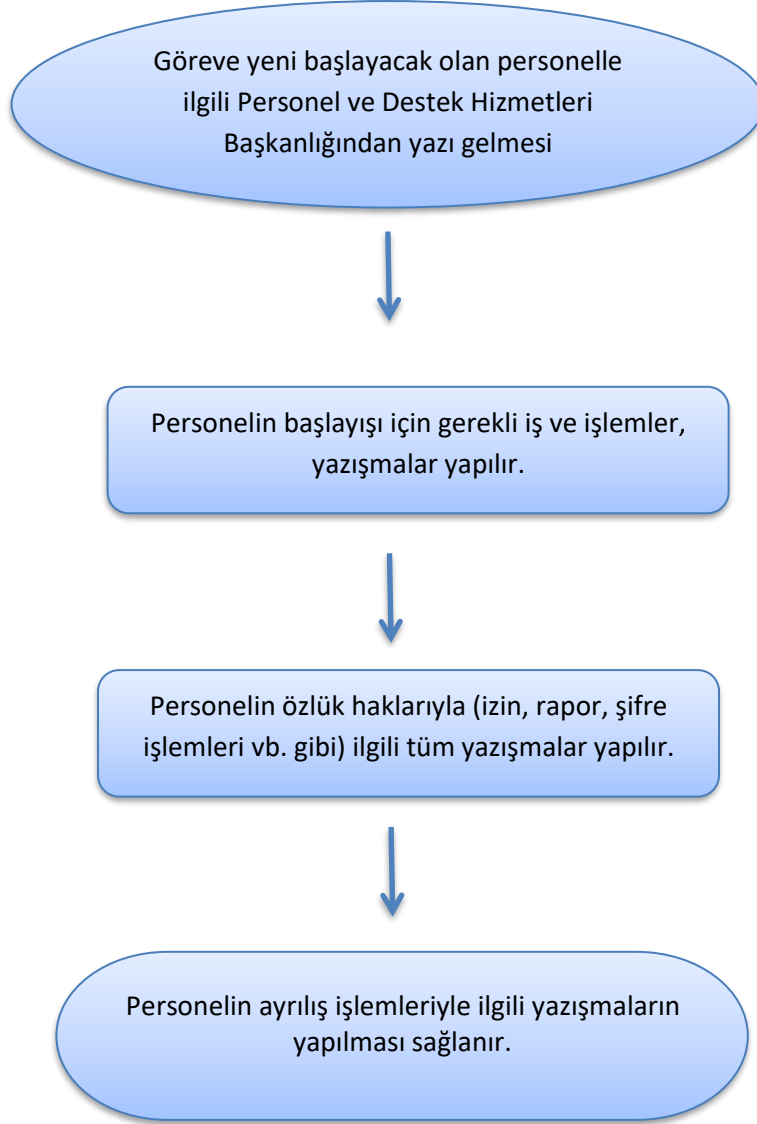 Göreve yeni başlayacak olan personelle
ilgili Personel ve Destek Hizmetleri
Başkanlığından yazı gelmesi
Personelin başlayışı için gerekli iş ve işlemler,
yazışmalar yapılır.
Personelin özlük haklarıyla (izin, rapor, şifre
işlemleri vb. gibi) ilgili tüm yazışmalar yapılır.
Personelin ayrılış işlemleriyle ilgili yazışmaların
yapılması sağlanır.